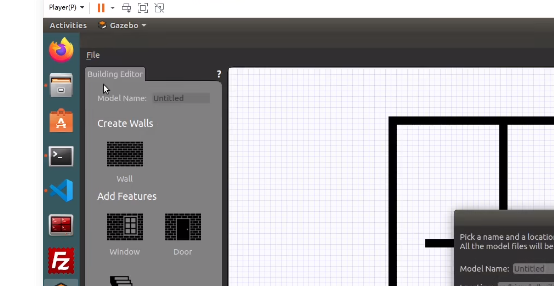 Player(P)
Activities
Gazebo
File
Building Editor
?
Model Name: Untitled
Create Walls
Wall
Add Features
Window
Door
Pick a name and a location
All the model files will be
Model Name: Untitled